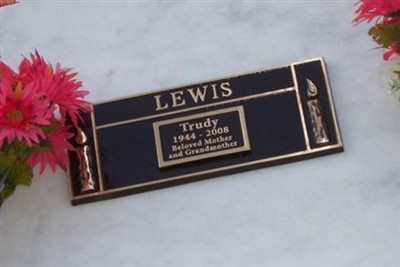 LEWIS
Trudy
1944 - 2008
Beloved Mother
and Grandmother